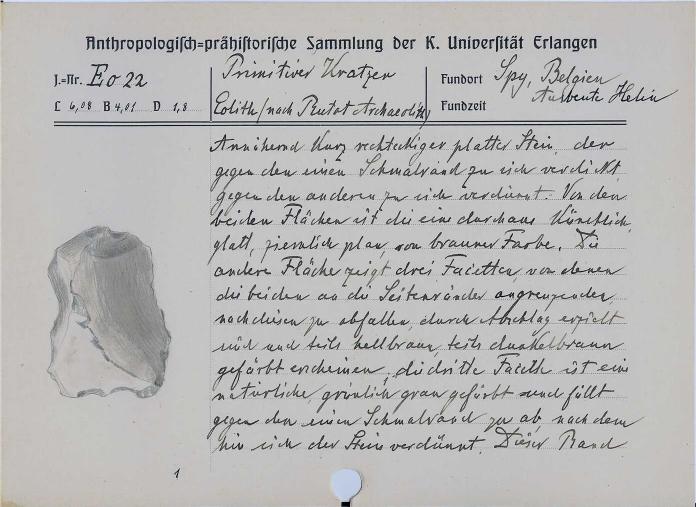 Anthropologisch=prähistorische Sammlung der K. Universität Erlangen
J.=Nr. Eo 22
L 6,08 B 4,01 D 1,8
Primitiver Kratzer
Eolith/nach Rutot Archaeolith/
Fundort Spy, Belgien
Ausbeute Helin
Fundzeit
Annähernd kurz rechteckiger platter Stein, der
gegen den einen Schmalrand zu sich verdickt
gegen den anderen zu sich verdünnt. Von den
beiden Flächen ist die eine durchaus künstlich,
glatt, ziemlich plan, von brauner Farbe. Die
andere Fläche zeigt drei Facetten, von denen
die beiden an die Seitenränder angrenzenden,
nach diesen zu abfallen, durch Abschlag erzielt
sind und teils hellbraun, teils dunkelbraun
gefärbt erscheinen; die dritte Facette ist eine
natürliche, grünlich grau gefärbt und fällt
gegen den einen Schmalrand zu ab, nach dem
hin sich der Stein verdünnt. Dieser Rand
1